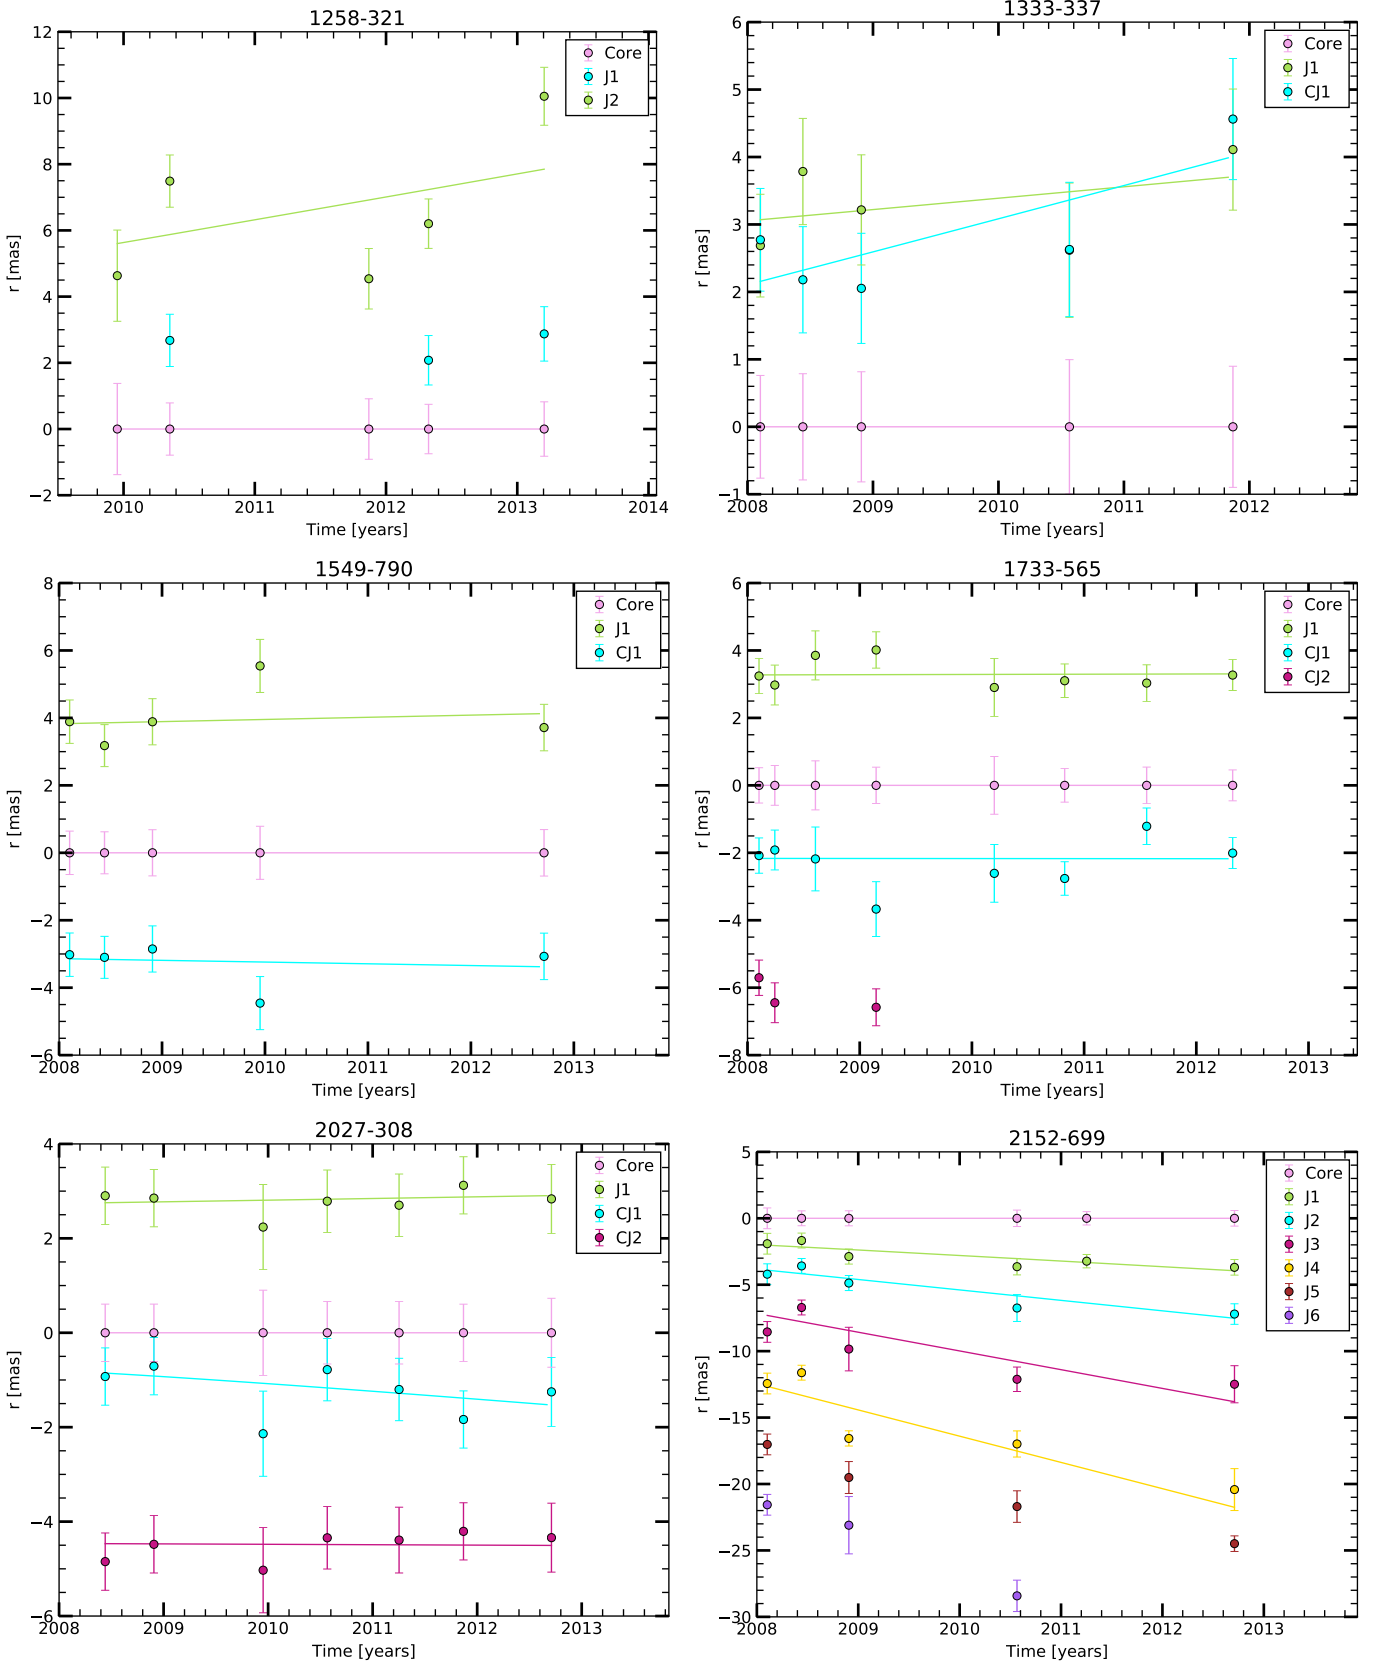 1258-321
12
10
8
6
4
2
0
−2
r [mas]
Core
J1
J2
2010 2011 2012 2013 2014
Time [years]
1333-337
6
5
4
3
2
1
0
−1
r [mas]
Core
J1
CJ1
2008 2009 2010 2011 2012
Time [years]
1549-790
8
6
4
2
0
−2
−4
−6
r [mas]
Core
J1
CJ1
2008 2009 2010 2011 2012 2013
Time [years]
1733-565
6
4
2
0
−2
−4
−6
−8
r [mas]
Core
J1
CJ1
CJ2
2008 2009 2010 2011 2012 2013
Time [years]
2027-308
4
2
0
−2
−4
−6
r [mas]
Core
J1
CJ1
CJ2
2008 2009 2010 2011 2012 2013
Time [years]
2152-699
5
0
−5
−10
−15
−20
−25
−30
r [mas]
Core
J1
J2
J3
J4
J5
J6
2008 2009 2010 2011 2012 2013
Time [years]